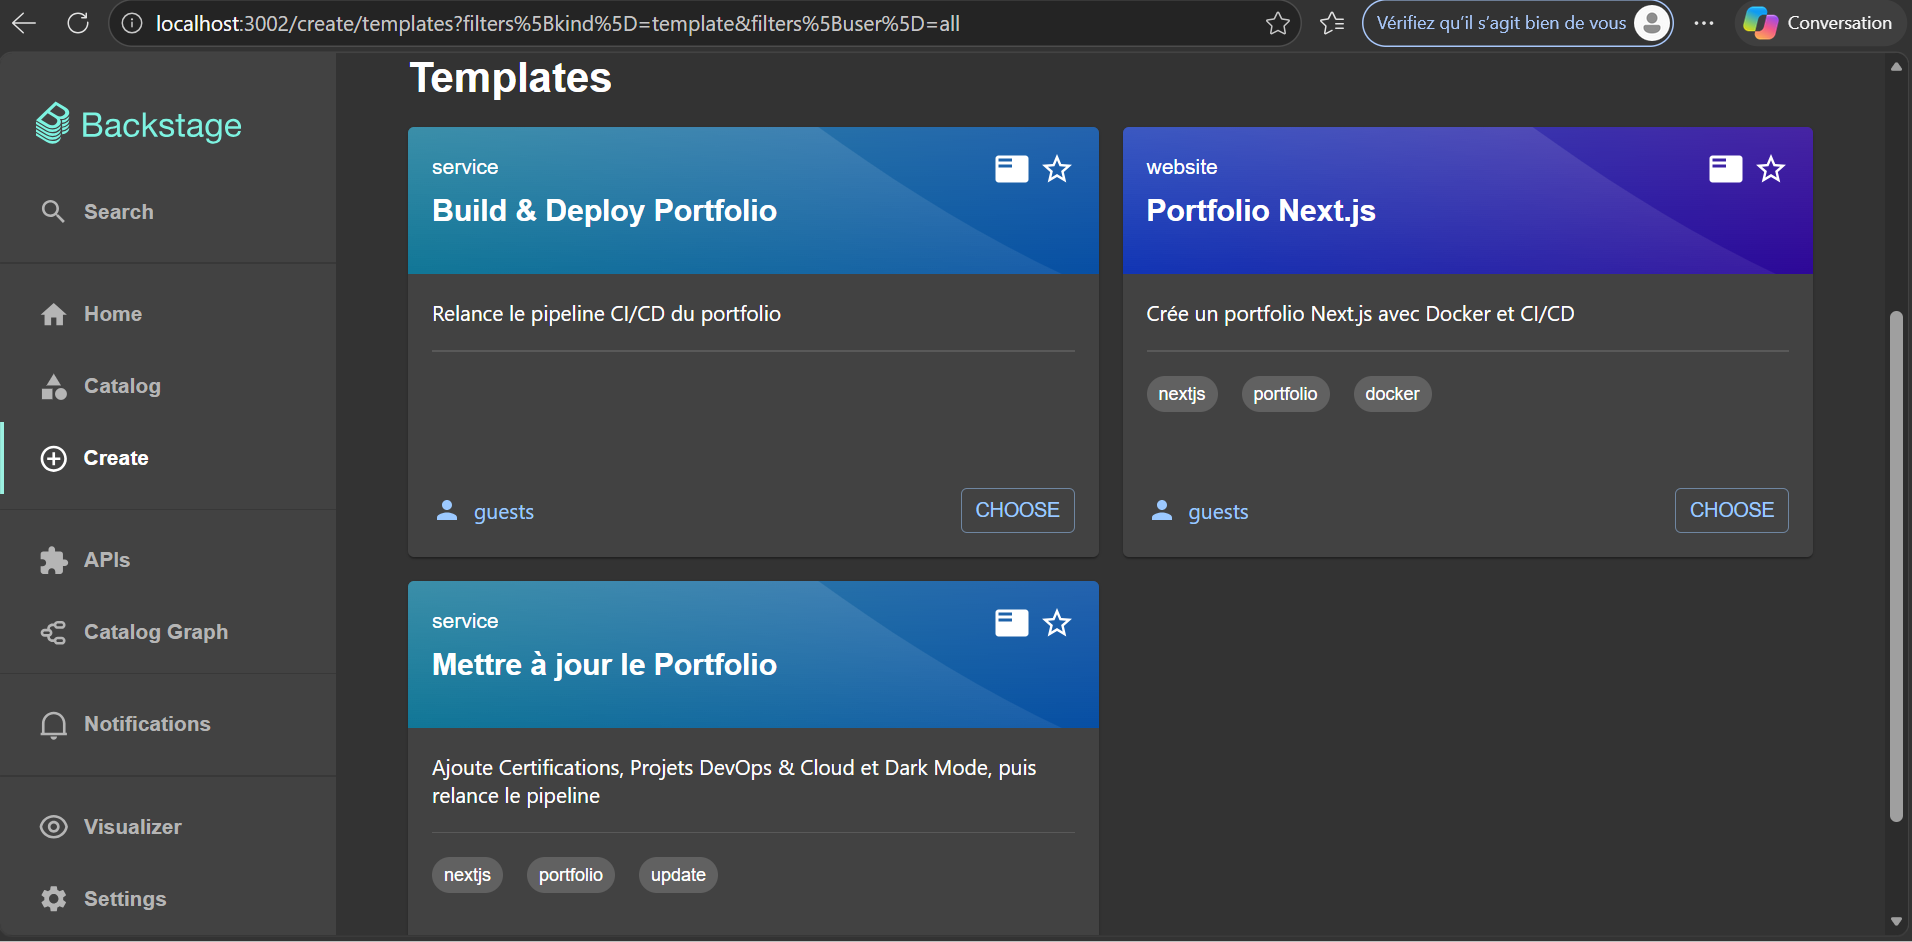 localhost:3002/create/templates?filters%5Bkind%5D=template&filters%5Buser%5D=all
Vérifiez qu'il s'agit bien de vous
Conversation
Backstage
Search
Home
Catalog
Create
APIs
Catalog Graph
Notifications
Visualizer
Settings
Templates
service
Build & Deploy Portfolio
Relance le pipeline CI/CD du portfolio
guests
CHOOSE
website
Portfolio Next.js
Crée un portfolio Next.js avec Docker et CI/CD
nextjs portfolio docker
guests
CHOOSE
service
Mettre à jour le Portfolio
Ajoute Certifications, Projets DevOps & Cloud et Dark Mode, puis
relance le pipeline
nextjs portfolio update